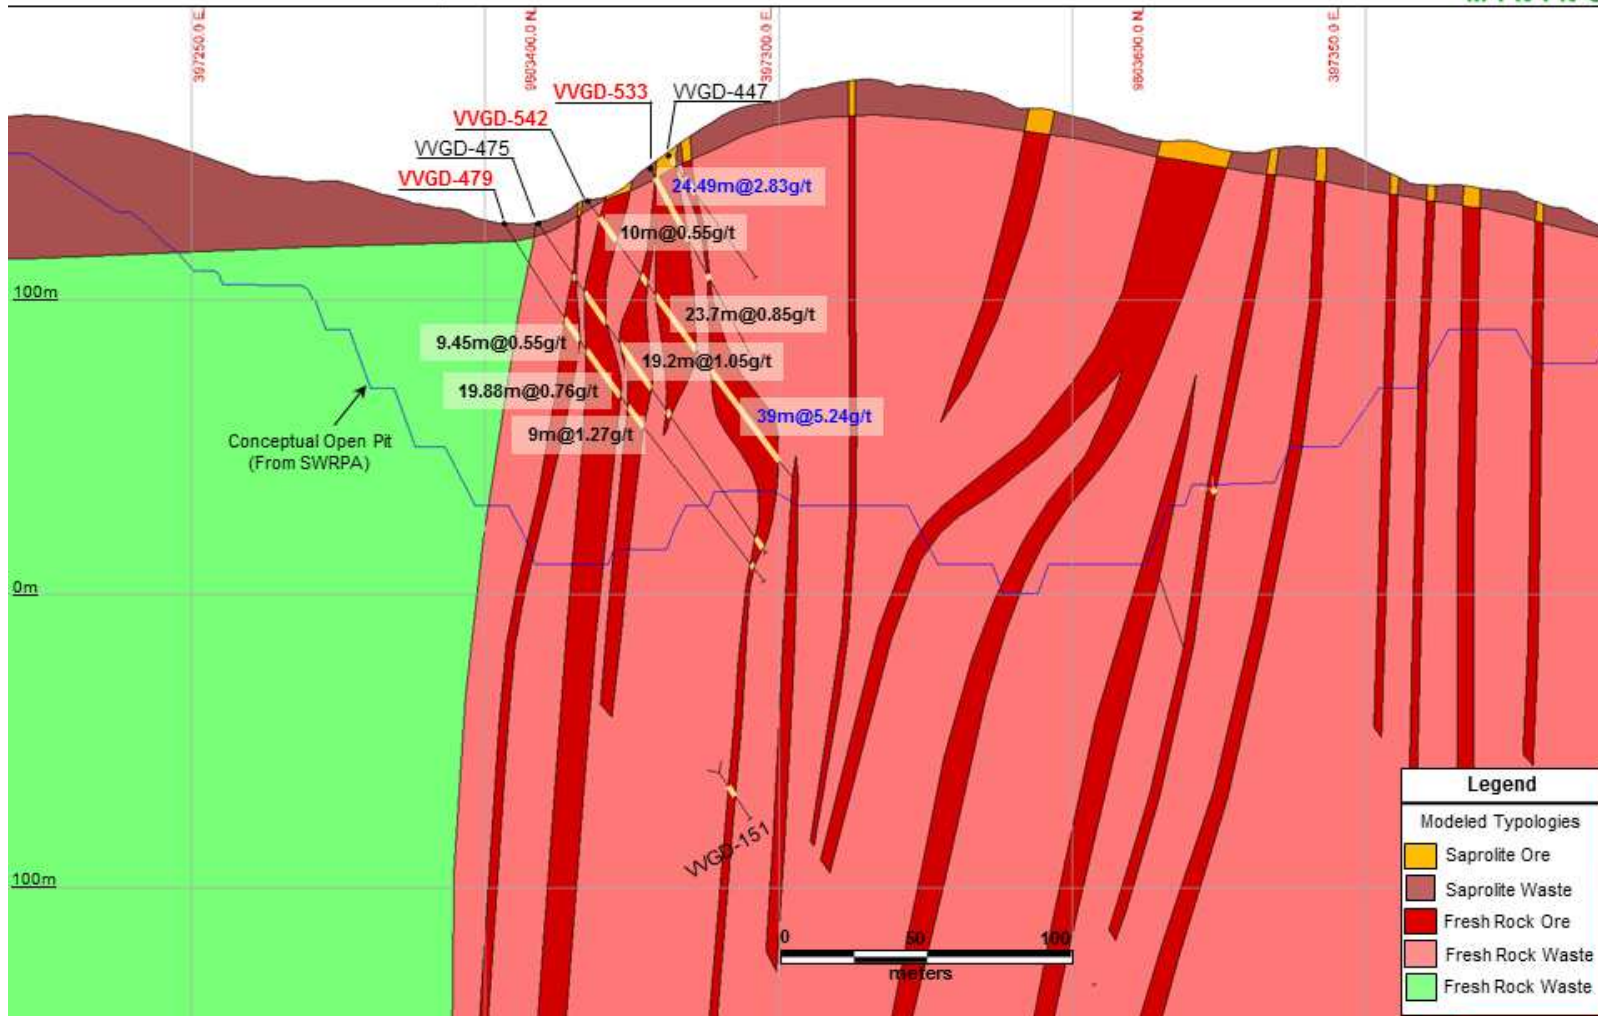 397250.0 E
9803400.0 N
397300.0 E
9803600.0 N
397350.0 E
VVGD-533
VVGD-447
VVGD-542
VVGD-475
VVGD-479
24.49m@2.83g/t
10m@0.55g/t
100m
23.7m@0.85g/t
9.45m@0.55g/t
19.2m@1.05g/t
19.88m@0.76g/t
39m@5.24g/t
9m@1.27g/t
Conceptual Open Pit
(From SWRPA)
0m
VVGD-151
100m
0 50 100
meters
Legend
Modeled Typologies
Saprolite Ore
Saprolite Waste
Fresh Rock Ore
Fresh Rock Waste
Fresh Rock Waste